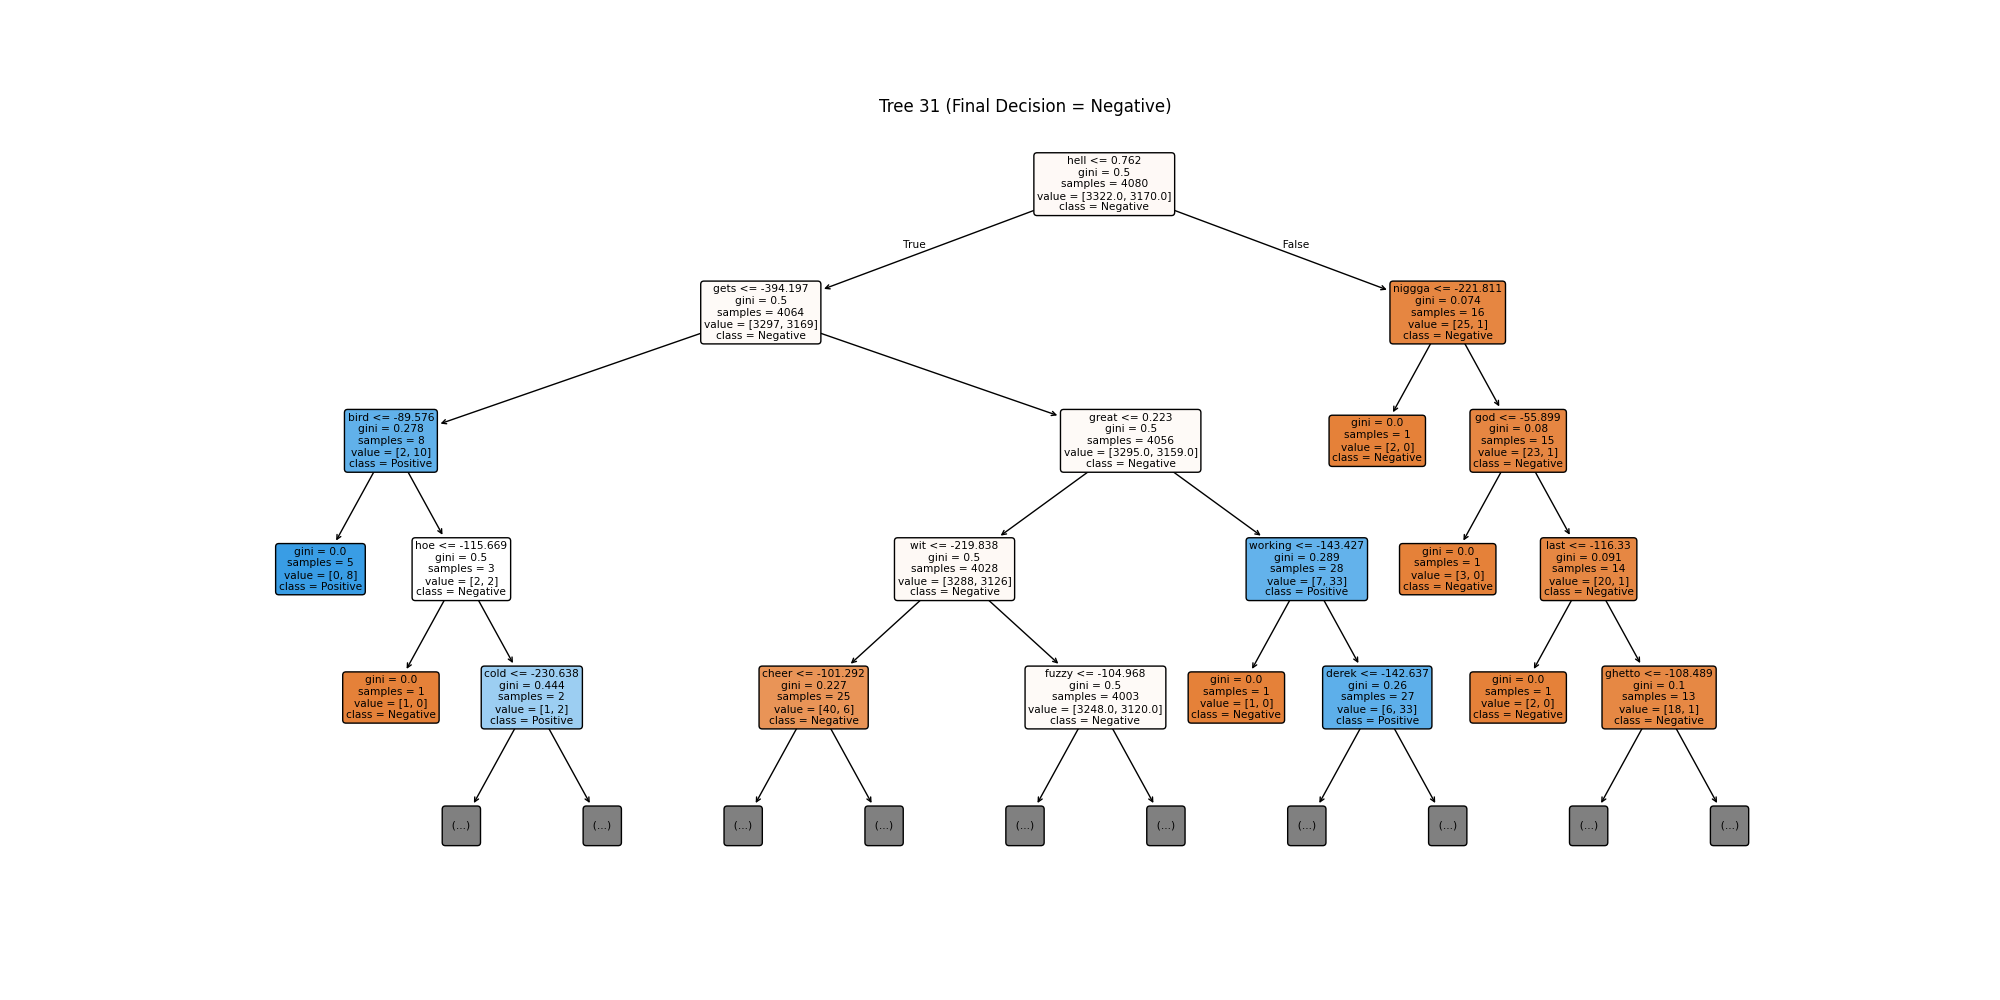 Tree 31 (Final Decision = Negative)
hell <= 0.762
gini = 0.5
samples = 4080
value = [3322.0, 3170.0]
class = Negative
True
False
gets <= -394.197
gini = 0.5
samples = 4064
value = [3297, 3169]
class = Negative
niggga <= -221.811
gini = 0.074
samples = 16
value = [25, 1]
class = Negative
bird <= -89.576
gini = 0.278
samples = 8
value = [2, 10]
class = Positive
great <= 0.223
gini = 0.5
samples = 4056
value = [3295.0, 3159.0]
class = Negative
gini = 0.0
samples = 1
value = [2, 0]
class = Negative
god <= -55.899
gini = 0.08
samples = 15
value = [23, 1]
class = Negative
gini = 0.0
samples = 5
value = [0, 8]
class = Positive
hoe <= -115.669
gini = 0.5
samples = 3
value = [2, 2]
class = Negative
wit <= -219.838
gini = 0.5
samples = 4028
value = [3288, 3126]
class = Negative
working <= -143.427
gini = 0.289
samples = 28
value = [7, 33]
class = Positive
gini = 0.0
samples = 1
value = [3, 0]
class = Negative
last <= -116.33
gini = 0.091
samples = 14
value = [20, 1]
class = Negative
gini = 0.0
samples = 1
value = [1, 0]
class = Negative
cold <= -230.638
gini = 0.444
samples = 2
value = [1, 2]
class = Positive
cheer <= -101.292
gini = 0.227
samples = 25
value = [40, 6]
class = Negative
fuzzy <= -104.968
gini = 0.5
samples = 4003
value = [3248.0, 3120.0]
class = Negative
gini = 0.0
samples = 1
value = [1, 0]
class = Negative
derek <= -142.637
gini = 0.26
samples = 27
value = [6, 33]
class = Positive
gini = 0.0
samples = 1
value = [2, 0]
class = Negative
ghetto <= -108.489
gini = 0.1
samples = 13
value = [18, 1]
class = Negative
(...)
(...)
(...)
(...)
(...)
(...)
(...)
(...)
(...)
(...)